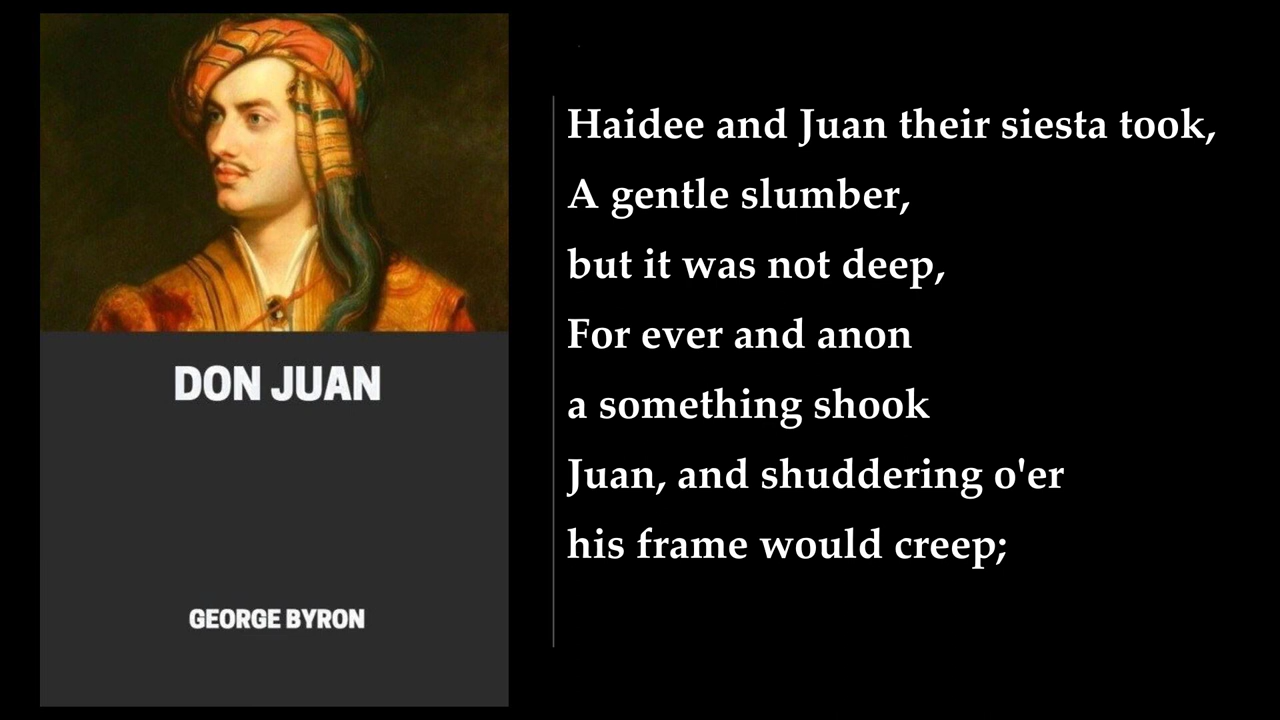 DON JUAN
GEORGE BYRON
Haidee and Juan their siesta took,
A gentle slumber,
but it was not deep,
For ever and anon
a something shook
Juan, and shuddering o'er
his frame would creep;